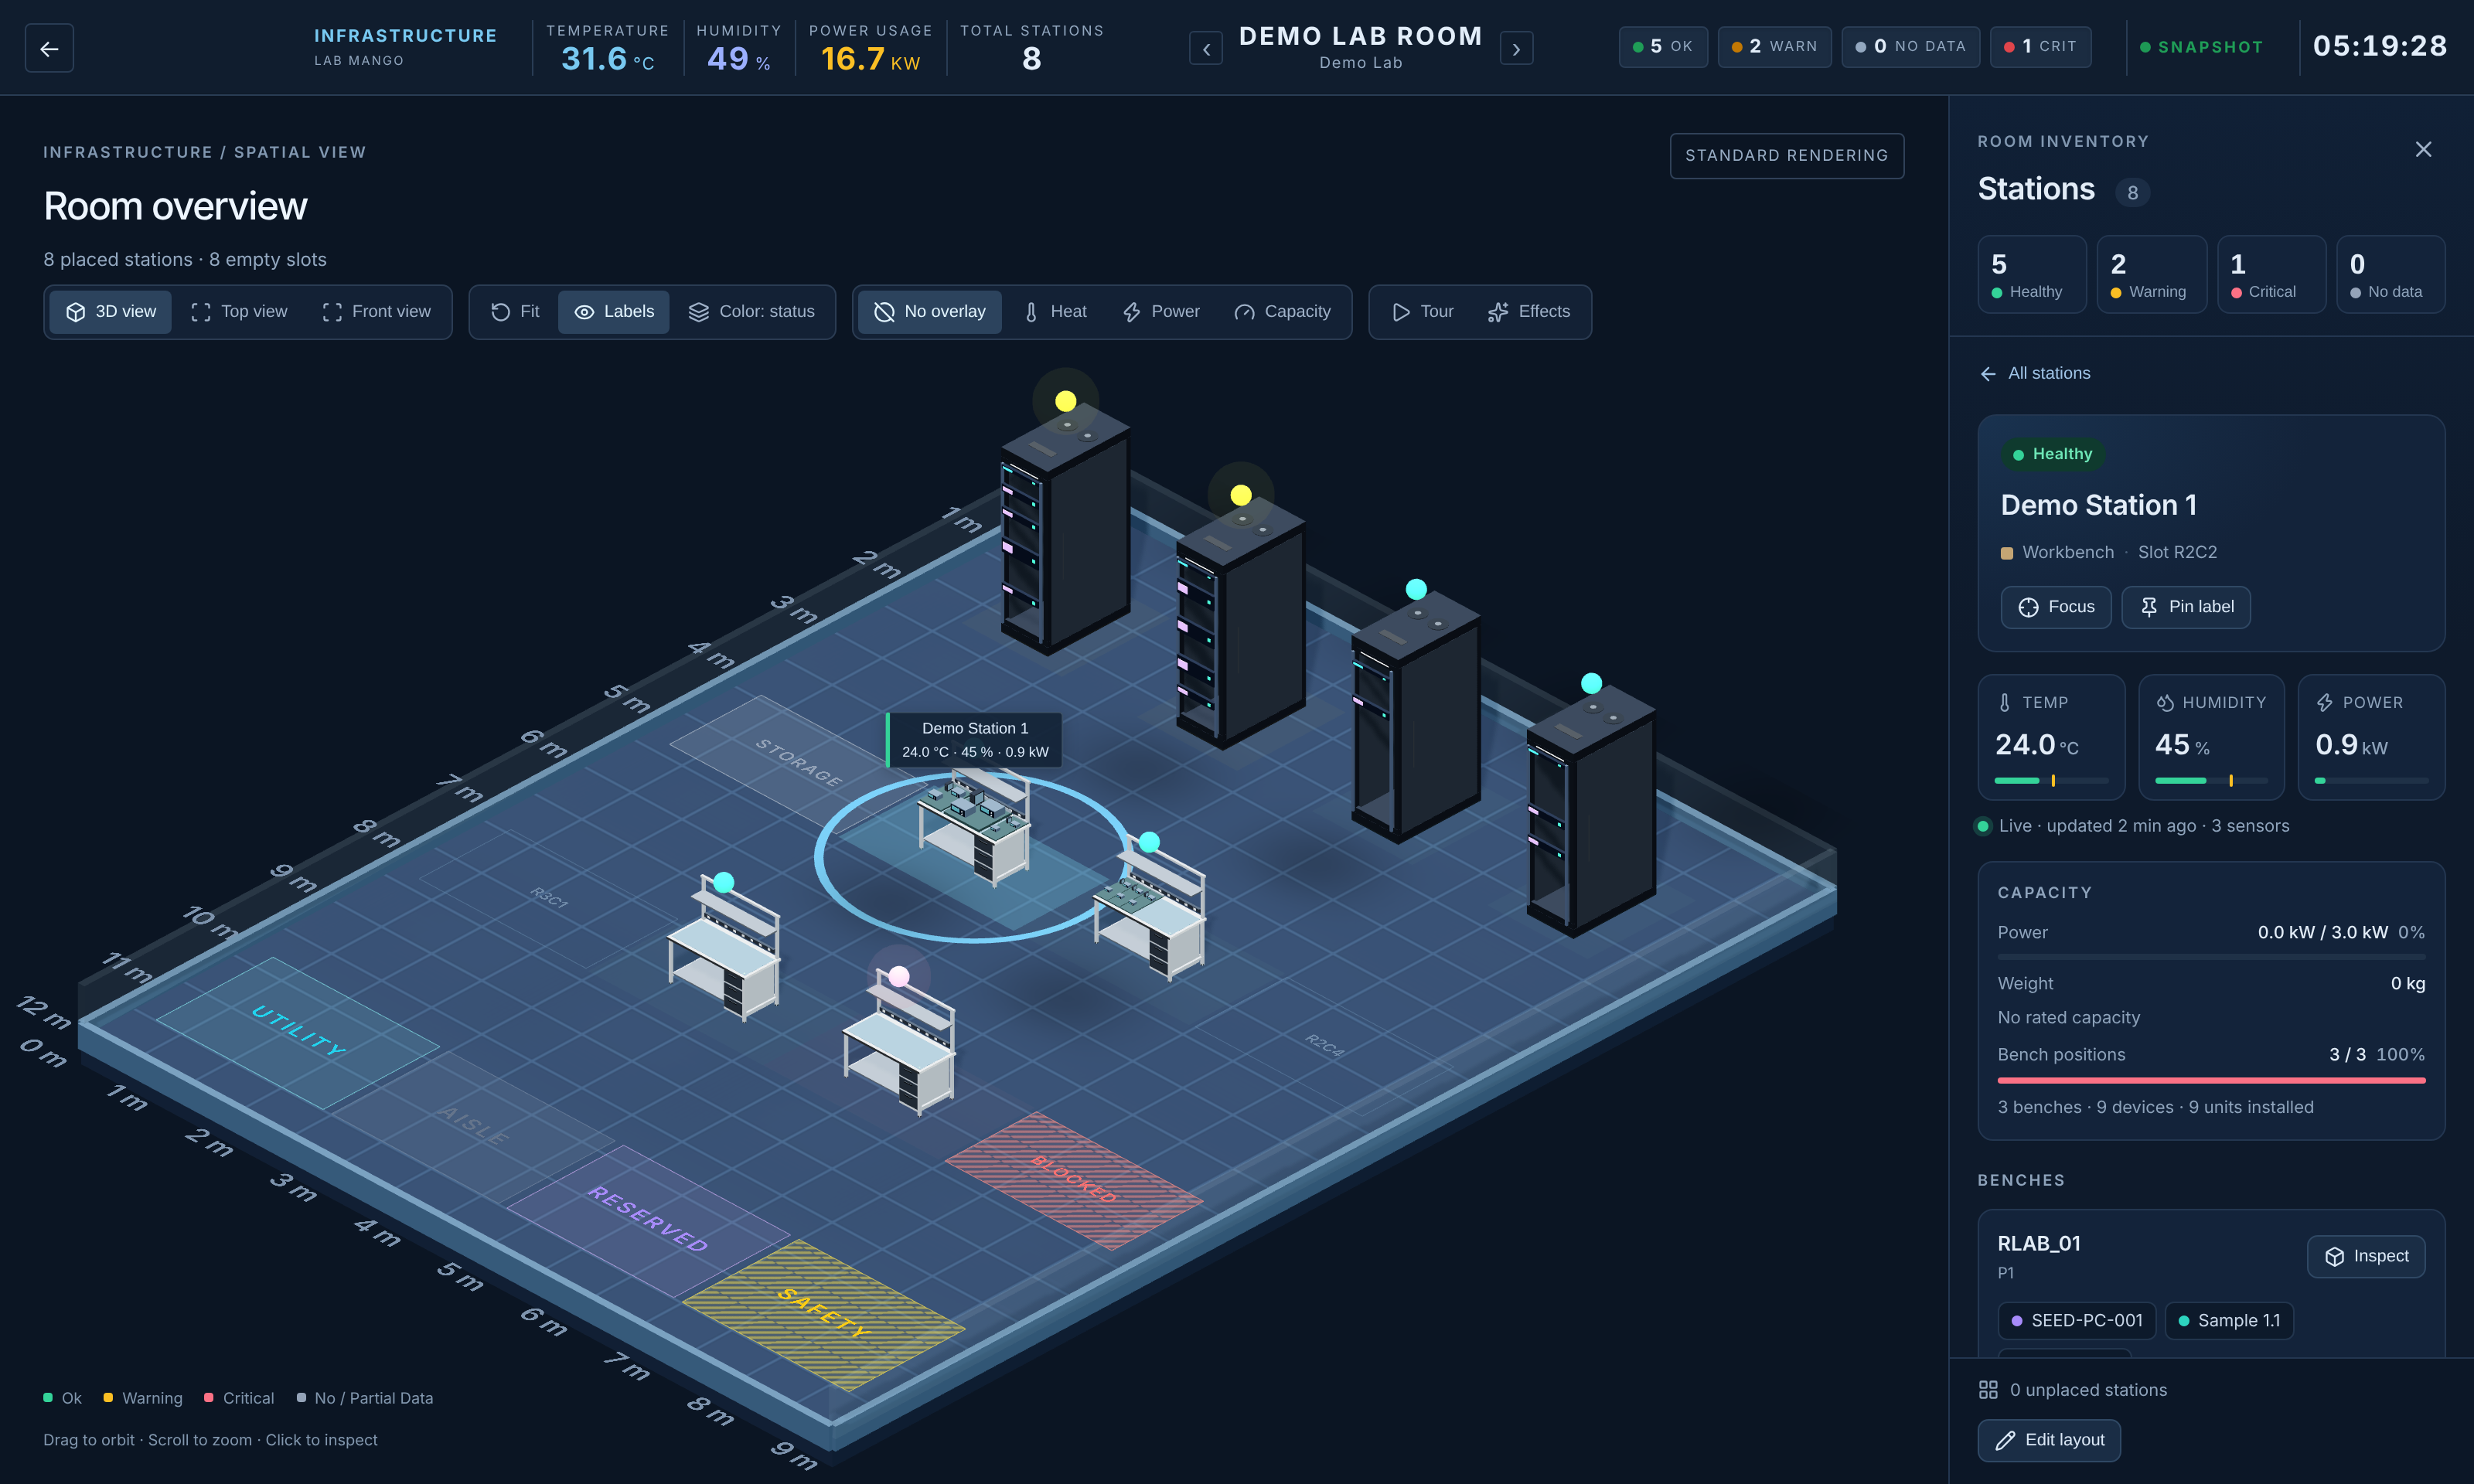 INFRASTRUCTURE
LAB MANGO
TEMPERATURE
31.6 °C
HUMIDITY
49 %
POWER USAGE
16.7 KW
TOTAL STATIONS
8
DEMO LAB ROOM
Demo Lab
5 OK
2 WARN
0 NO DATA
1 CRIT
SNAPSHOT
05:19:28
INFRASTRUCTURE / SPATIAL VIEW
Room overview
8 placed stations · 8 empty slots
STANDARD RENDERING
3D view
Top view
Front view
Fit
Labels
Color: status
No overlay
Heat
Power
Capacity
Tour
Effects
1 m
2 m
3 m
4 m
5 m
6 m
7 m
8 m
9 m
10 m
11 m
12 m
0 m
1 m
2 m
3 m
4 m
5 m
6 m
7 m
8 m
9 m
STORAGE
Demo Station 1
24.0 °C · 45 % · 0.9 kW
R3C1
R2C4
UTILITY
AISLE
RESERVED
SAFETY
BLOCKED
Ok
Warning
Critical
No / Partial Data
Drag to orbit · Scroll to zoom · Click to inspect
ROOM INVENTORY
Stations 8
5
Healthy
2
Warning
1
Critical
0
No data
All stations
Healthy
Demo Station 1
Workbench · Slot R2C2
Focus
Pin label
TEMP
24.0 °C
HUMIDITY
45 %
POWER
0.9 kW
Live · updated 2 min ago · 3 sensors
CAPACITY
Power 0.0 kW / 3.0 kW 0%
Weight 0 kg
No rated capacity
Bench positions 3 / 3 100%
3 benches · 9 devices · 9 units installed
BENCHES
RLAB_01
P1
Inspect
SEED-PC-001
Sample 1.1
0 unplaced stations
Edit layout